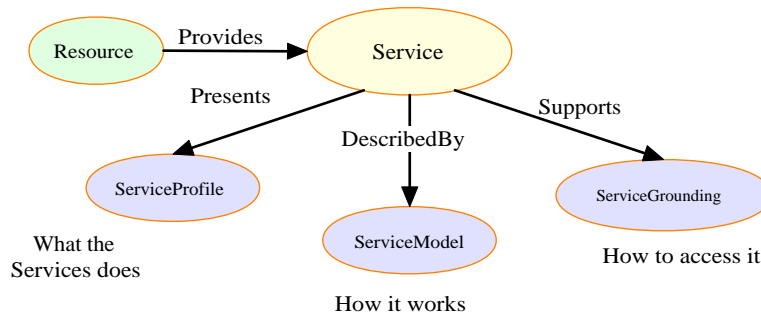 Resource
Provides
Service
Presents
DescribedBy
Supports
ServiceProfile
ServiceModel
ServiceGrounding
What the
Services does
How it works
How to access it